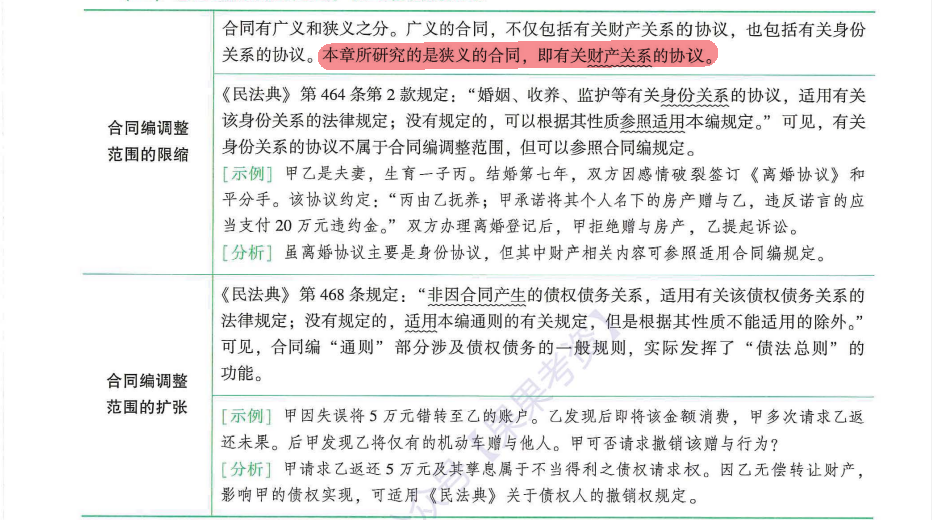 合同有广义和狭义之分。广义的合同，不仅包括有关财产关系的协议，也包括有关身份
关系的协议。本章所研究的是狭义的合同，即有关财产关系的协议。
合同编调整
范围的限缩
《民法典》第 464 条第 2 款规定：“婚姻、收养、监护等有关身份关系的协议，适用有关
该身份关系的法律规定；没有规定的，可以根据其性质参照适用本编规定。”可见，有关
身份关系的协议不属于合同编调整范围，但可以参照合同编规定。
[示例] 甲乙是夫妻，生育一子丙。结婚第七年，双方因感情破裂签订《离婚协议》和
平分手。该协议约定：“丙由乙抚养；甲承诺将其个人名下的房产赠与乙，违反诺言的应
当支付 20 万元违约金。”双方办理离婚登记后，甲拒绝赠与房产，乙提起诉讼。
[分析] 虽离婚协议主要是身份协议，但其中财产相关内容可参照适用合同编规定。
合同编调整
范围的扩张
《民法典》第 468 条规定：“非因合同产生的债权债务关系，适用有关该债权债务关系的
法律规定；没有规定的，适用本编通则的有关规定，但是根据其性质不能适用的除外。”
可见，合同编“通则”部分涉及债权债务的一般规则，实际发挥了“债法总则”的
功能。
[示例] 甲因失误将 5 万元错转至乙的账户。乙发现后即将该金额消费，甲多次请求乙返
还未果。后甲发现乙将仅有的机动车赠与他人。甲可否请求撤销该赠与行为？
[分析] 甲请求乙返还 5 万元及其孳息属于不当得利之债权请求权。因乙无偿转让财产，
影响甲的债权实现，可适用《民法典》关于债权人的撤销权规定。
众号【果果考资】